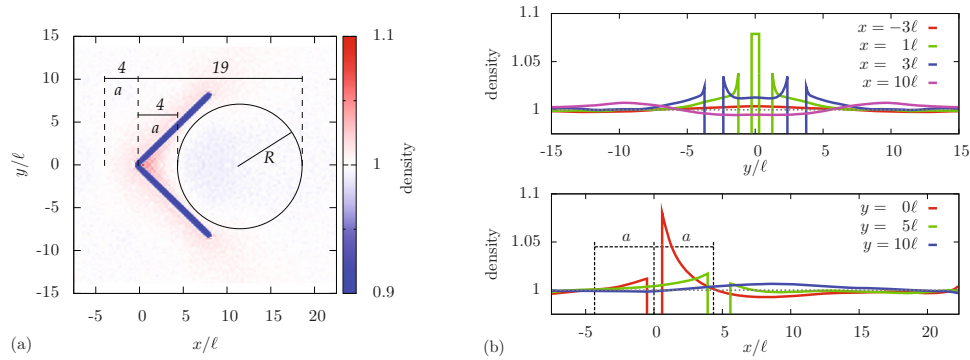 15
10
5
0
-5
-10
-15
y/ℓ
-5
0
5
10
15
20
x/ℓ
4
19
a
4
a
R
1.1
1
0.9
density
(a)
1.1
1.05
1
density
x = −3ℓ
x = 1ℓ
x = 3ℓ
x = 10ℓ
-15
-10
-5
0
5
10
15
y/ℓ
1.1
1.05
1
density
y = 0ℓ
y = 5ℓ
y = 10ℓ
a
a
-5
0
5
10
15
20
x/ℓ
(b)